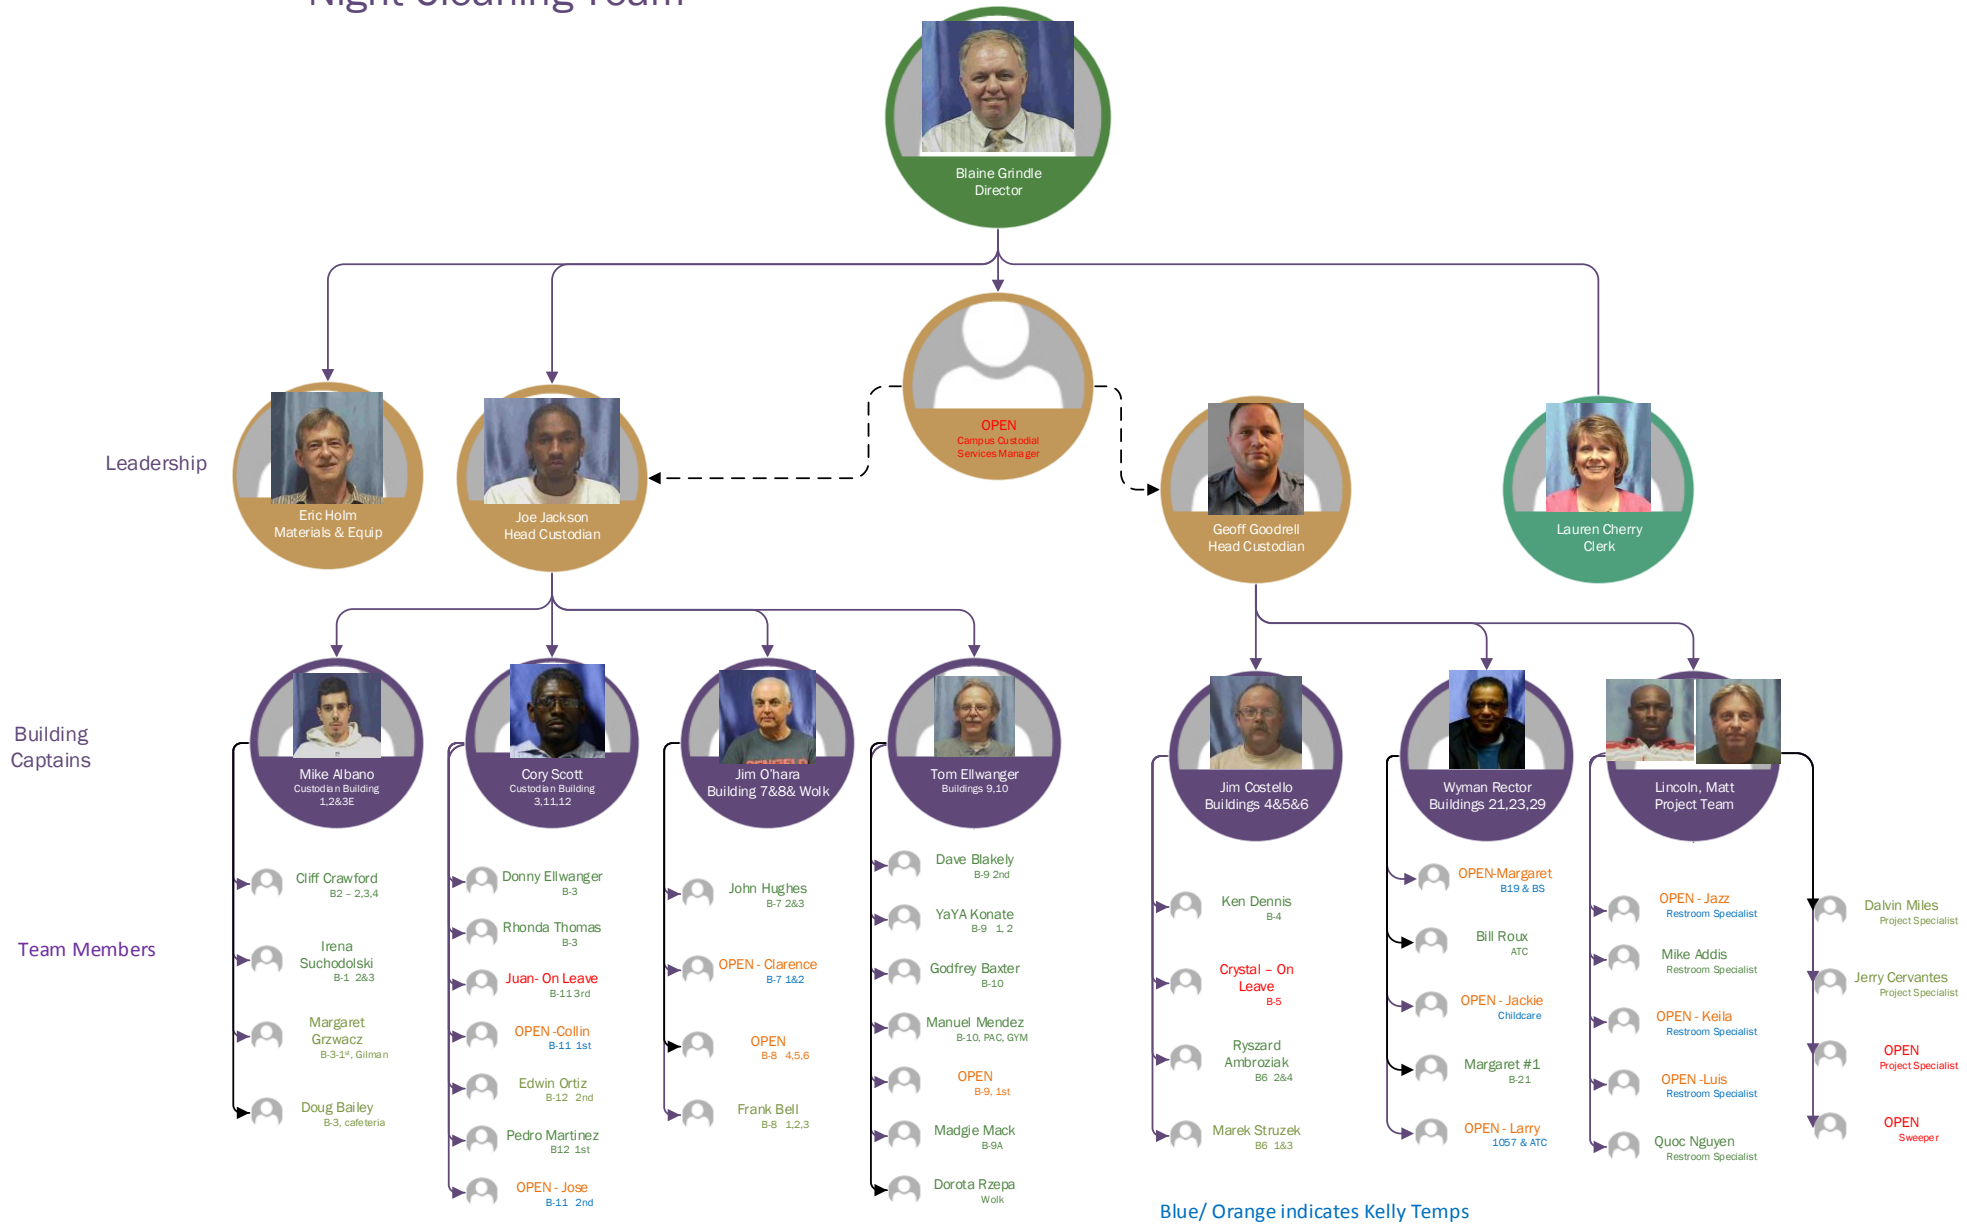 Night Cleaning Team
Blaine Grindle
Director
OPEN
Campus Custodial
Services Manager
Leadership
Eric Holm
Materials & Equip
Joe Jackson
Head Custodian
Geoff Goodrell
Head Custodian
Lauren Cherry
Clerk
Building
Captains
Mike Albano
Custodian Building
1,2&3E
Cory Scott
Custodian Building
3,11,12
Jim O'hara
Building 7&8& Wolk
Tom Ellwanger
Buildings 9,10
Jim Costello
Buildings 4&5&6
Wyman Rector
Buildings 21,23,29
Lincoln, Matt
Project Team
Team Members
Cliff Crawford
B2 – 2,3,4
Irena
Suchodolski
B-1 2&3
Margaret
Grzwacz
B-3-1st, Gilman
Doug Bailey
B-3, cafeteria
Donny Ellwanger
B-3
Rhonda Thomas
B-3
Juan- On Leave
B-11 3rd
OPEN -Collin
B-11 1st
Edwin Ortiz
B-12 2nd
Pedro Martinez
B12 1st
OPEN - Jose
B-11 2nd
John Hughes
B-7 2&3
OPEN - Clarence
B-7 1&2
OPEN
B-8 4,5,6
Frank Bell
B-8 1,2,3
Dave Blakely
B-9 2nd
YaYA Konate
B-9 1, 2
Godfrey Baxter
B-10
Manuel Mendez
B-10, PAC, GYM
OPEN
B-9, 1st
Madgie Mack
B-9A
Dorota Rzepa
Wolk
Ken Dennis
B-4
Crystal – On
Leave
B-5
Ryszard
Ambroziak
B6 2&4
Marek Struzek
B6 1&3
OPEN-Margaret
B19 & BS
Bill Roux
ATC
OPEN - Jackie
Childcare
Margaret #1
B-21
OPEN - Larry
1057 & ATC
OPEN - Jazz
Restroom Specialist
Mike Addis
Restroom Specialist
OPEN - Keila
Restroom Specialist
OPEN -Luis
Restroom Specialist
Quoc Nguyen
Restroom Specialist
Dalvin Miles
Project Specialist
Jerry Cervantes
Project Specialist
OPEN
Project Specialist
OPEN
Sweeper
Blue/ Orange indicates Kelly Temps